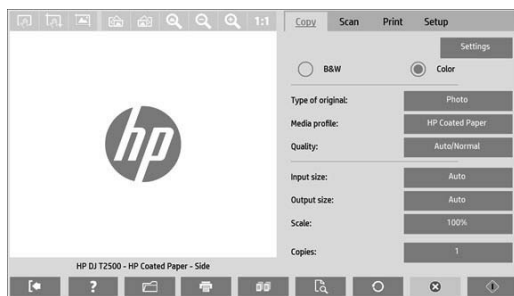 1:1
Copy Scan Print Setup
Settings
B&W Color
Type of original: Photo
Media profile: HP Coated Paper
Quality: Auto/Normal
Input size: Auto
Output size: Auto
Scale: 100%
Copies: 1
hp
HP DJ T2500 - HP Coated Paper - Side
?